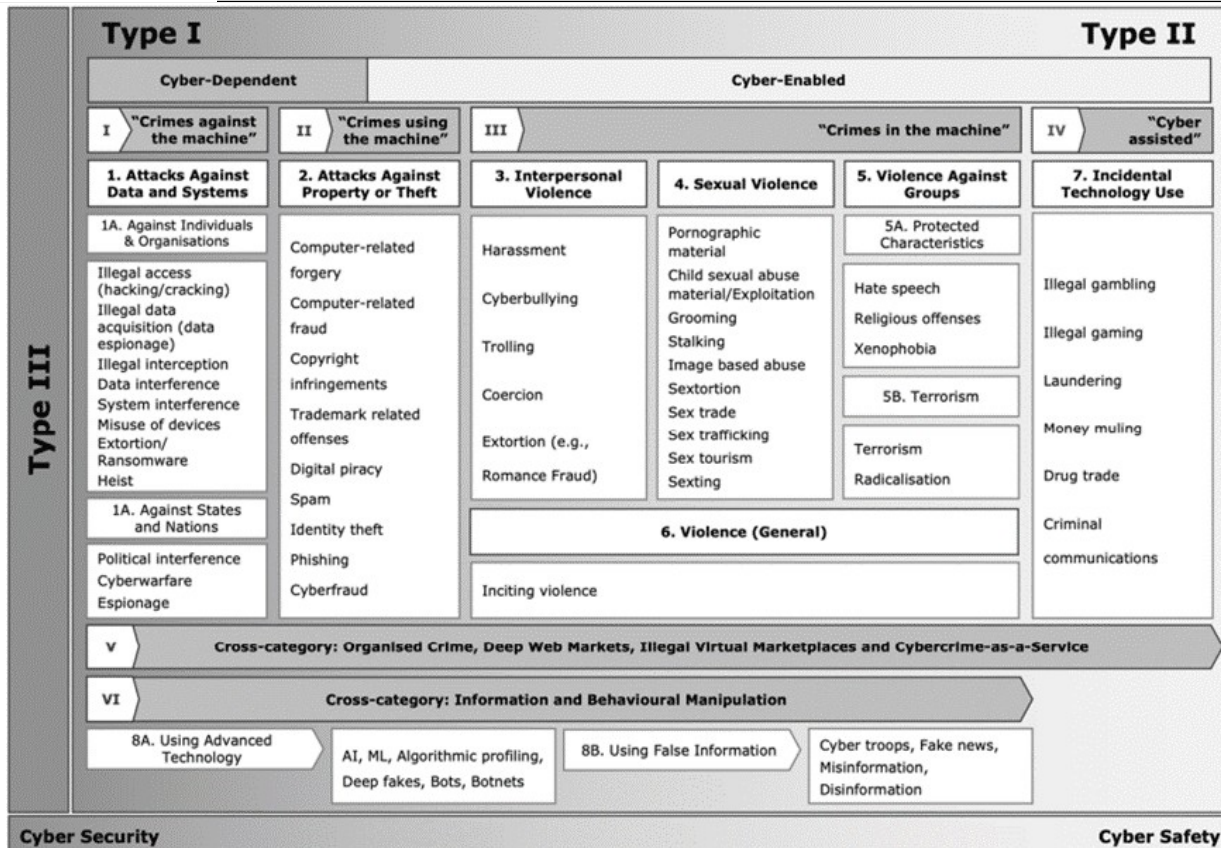 Type I
Type II
Cyber-Dependent
Cyber-Enabled
I
"Crimes against
the machine"
II
"Crimes using
the machine"
III
"Crimes in the machine"
IV
"Cyber
assisted"
1. Attacks Against
Data and Systems
2. Attacks Against
Property or Theft
3. Interpersonal
Violence
4. Sexual Violence
5. Violence Against
Groups
7. Incidental
Technology Use
1A. Against Individuals
& Organisations
Illegal access
(hacking/cracking)
Illegal data
acquisition (data
espionage)
Illegal interception
Data interference
System interference
Misuse of devices
Extortion/
Ransomware
Heist
1A. Against States
and Nations
Political interference
Cyberwarfare
Espionage
Computer-related
forgery
Computer-related
fraud
Copyright
infringements
Trademark related
offenses
Digital piracy
Spam
Identity theft
Phishing
Cyberfraud
Harassment
Cyberbullying
Trolling
Coercion
Extortion (e.g.,
Romance Fraud)
Pornographic
material
Child sexual abuse
material/Exploitation
Grooming
Stalking
Image based abuse
Sextortion
Sex trade
Sex trafficking
Sex tourism
Sexting
5A. Protected
Characteristics
Hate speech
Religious offenses
Xenophobia
5B. Terrorism
Terrorism
Radicalisation
6. Violence (General)
Inciting violence
Illegal gambling
Illegal gaming
Laundering
Money muling
Drug trade
Criminal
communications
Type III
V
Cross-category: Organised Crime, Deep Web Markets, Illegal Virtual Marketplaces and Cybercrime-as-a-Service
VI
Cross-category: Information and Behavioural Manipulation
8A. Using Advanced
Technology
AI, ML, Algorithmic profiling,
Deep fakes, Bots, Botnets
8B. Using False Information
Cyber troops, Fake news,
Misinformation,
Disinformation
Cyber Security
Cyber Safety